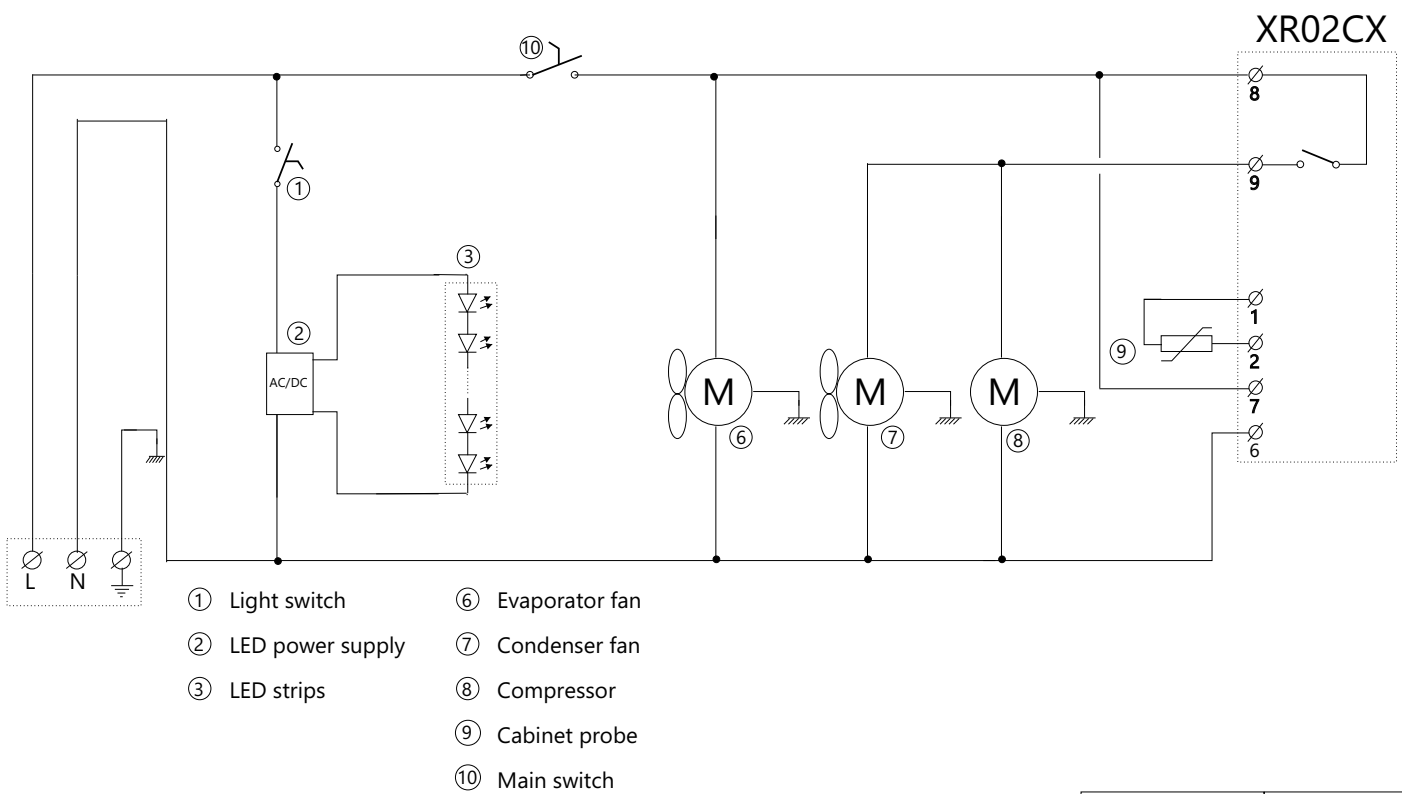 XR02CX
⑩
8
9
①
③
②
AC/DC
1
⑨
2
7
6
M
M
M
⑥
⑦
⑧
L
N
① Light switch
② LED power supply
③ LED strips
⑥ Evaporator fan
⑦ Condenser fan
⑧ Compressor
⑨ Cabinet probe
⑩ Main switch